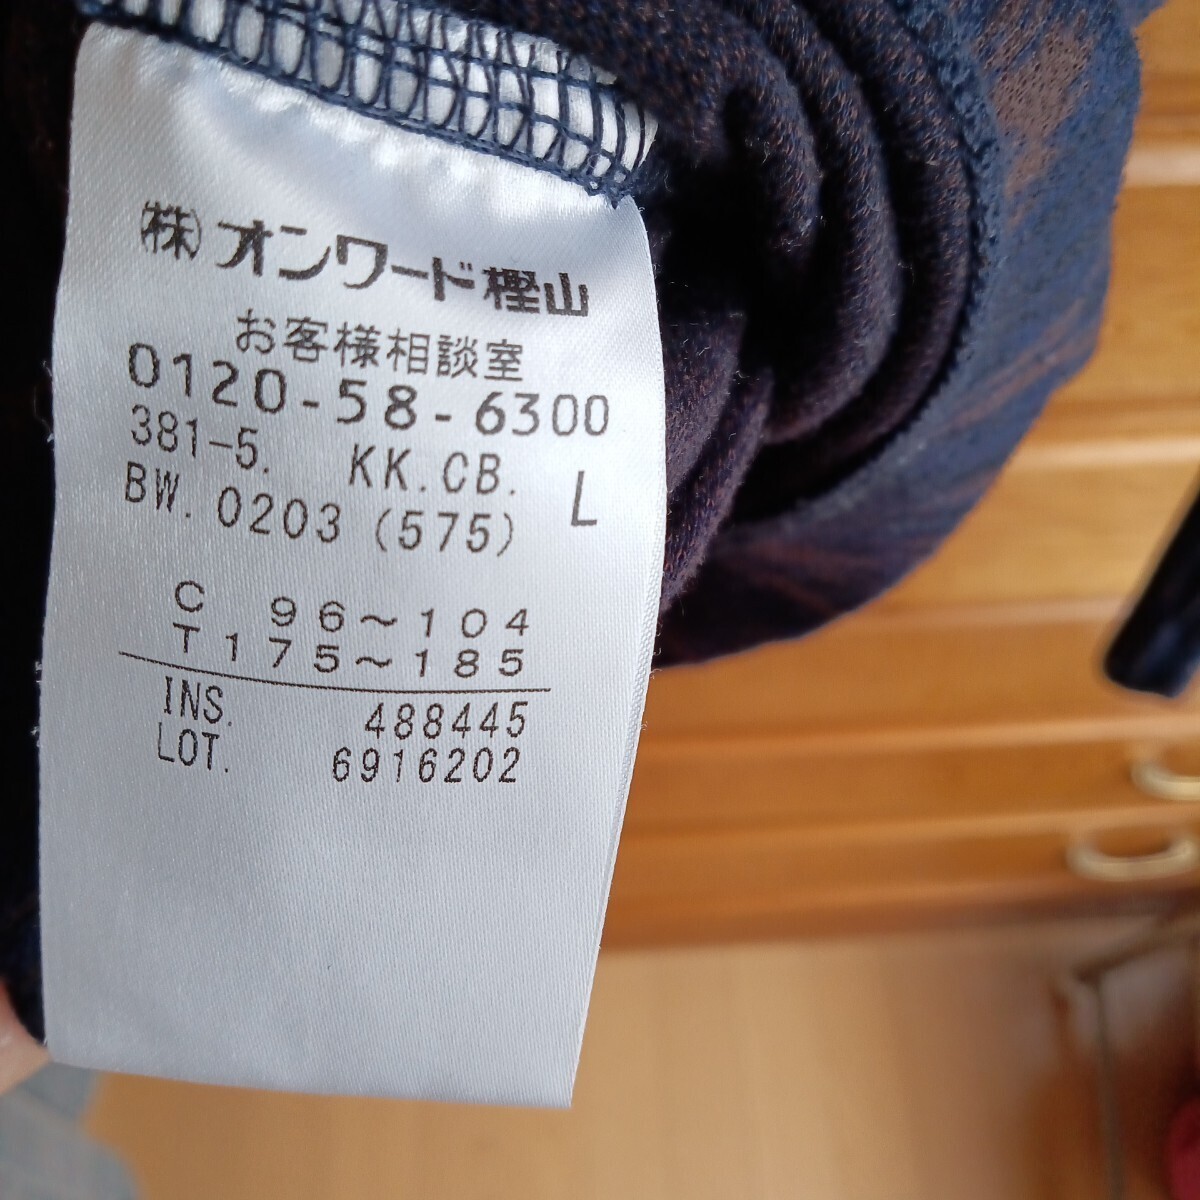 ㈱オンワード樫山
お客様相談室
0120-58-6300
381-5. KK.CB.
BW.0203 (575) L
C 96～104
T175～185
INS. 488445
LOT. 6916202